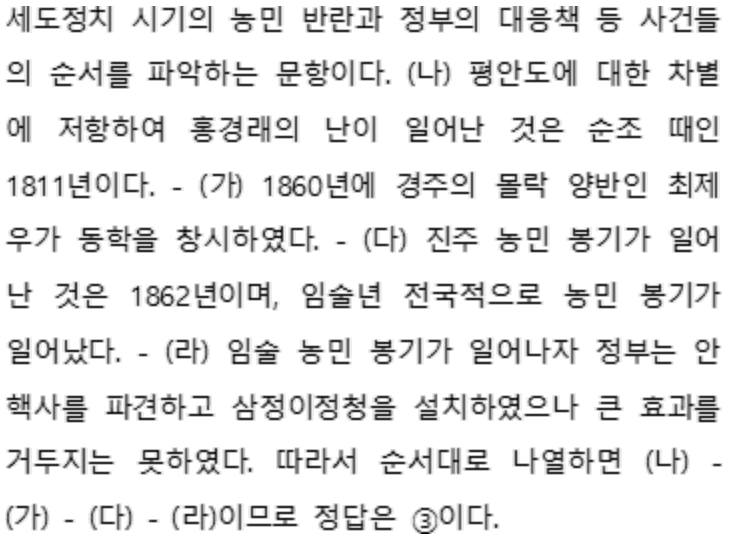 세도정치 시기의 농민 반란과 정부의 대응책 등 사건들
의 순서를 파악하는 문항이다. (나) 평안도에 대한 차별
에 저항하여 홍경래의 난이 일어난 것은 순조 때인
1811년이다. - (가) 1860년에 경주의 몰락 양반인 최제
우가 동학을 창시하였다. - (다) 진주 농민 봉기가 일어
난 것은 1862년이며, 임술년 전국적으로 농민 봉기가
일어났다. - (라) 임술 농민 봉기가 일어나자 정부는 안
핵사를 파견하고 삼정이정청을 설치하였으나 큰 효과를
거두지는 못하였다. 따라서 순서대로 나열하면 (나) -
(가) - (다) - (라)이므로 정답은 ③이다.